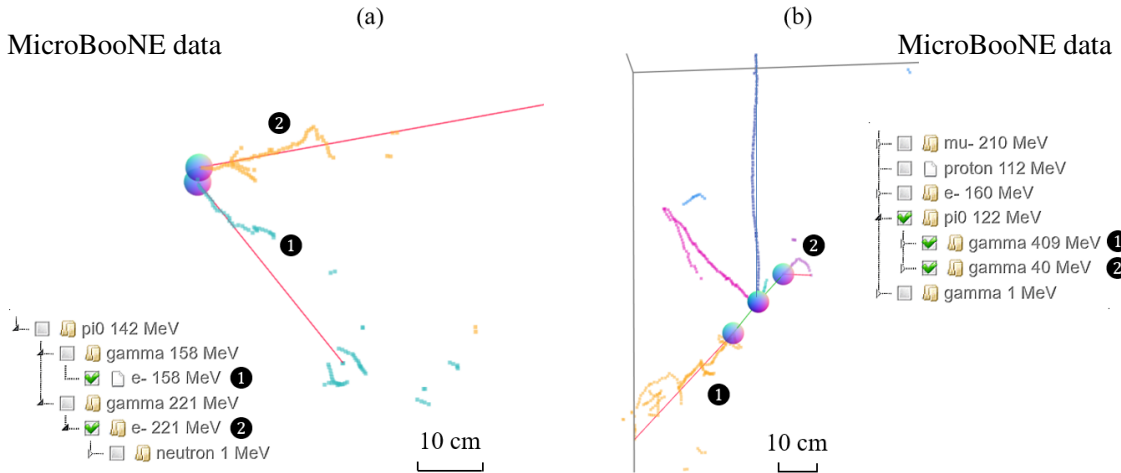 (a)
MicroBooNE data
2
1
pi0 142 MeV
gamma 158 MeV
e- 158 MeV 1
gamma 221 MeV
e- 221 MeV 2
neutron 1 MeV
10 cm
(b)
MicroBooNE data
mu- 210 MeV
proton 112 MeV
e- 160 MeV
pi0 122 MeV
gamma 409 MeV 1
gamma 40 MeV 2
gamma 1 MeV
2
1
10 cm